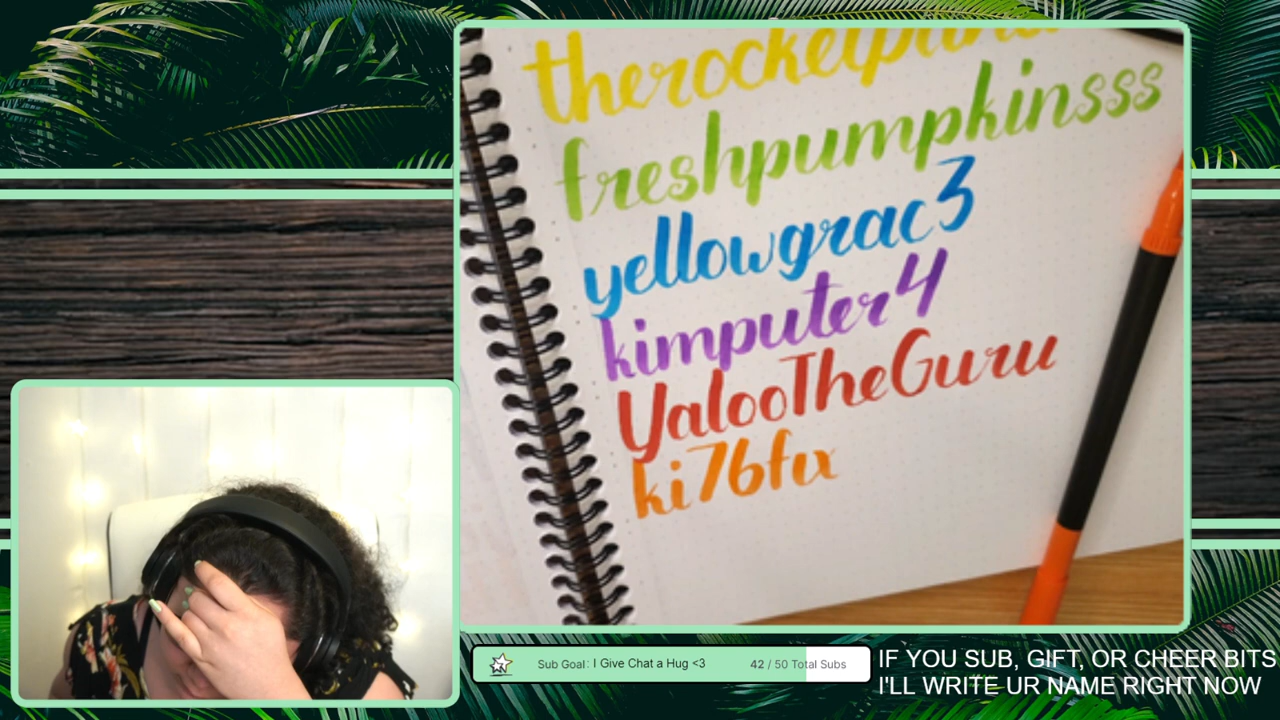 freshpumpkinsss
yellowgrac3
kimputer4
YalooTheGuru
ki76fix
Sub Goal: I Give Chat a Hug <3
42 / 50 Total Subs
IF YOU SUB, GIFT, OR CHEER BITS
I'LL WRITE UR NAME RIGHT NOW